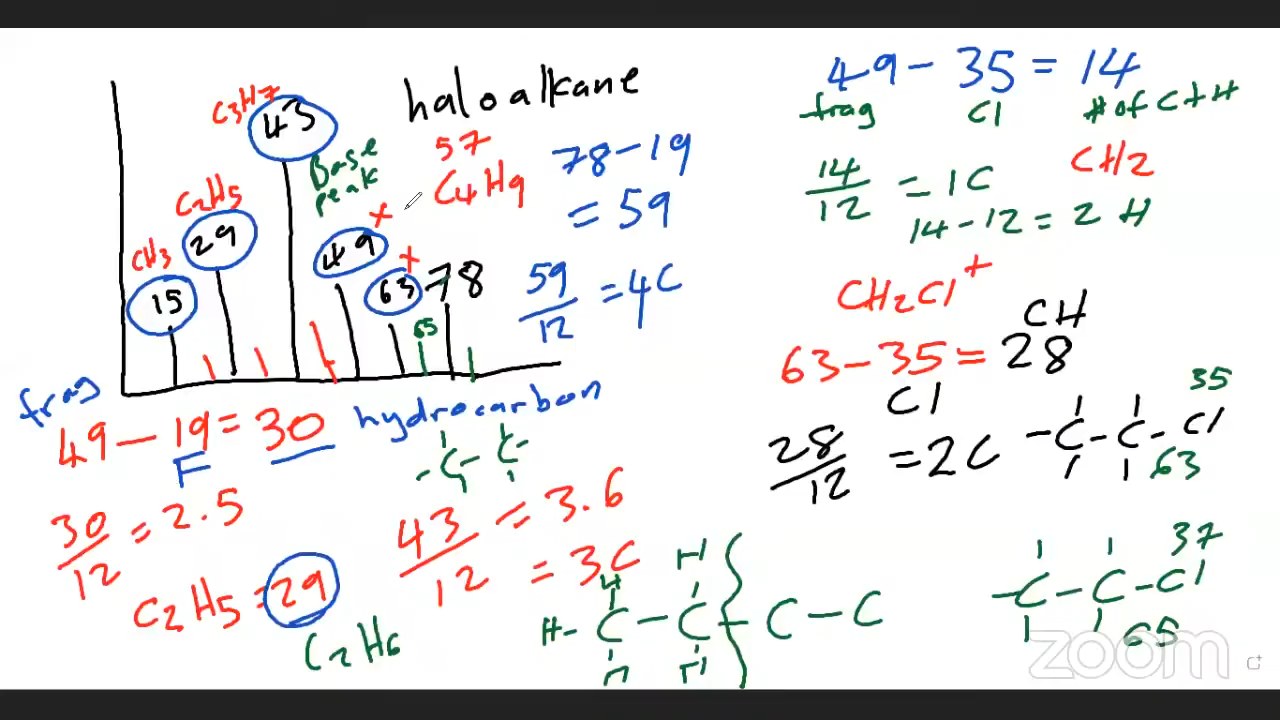 haloalkane
C3H7
43
Base
peak
C2H5
29
CH3
15
49
+
63
+
65
78
57
C4H9
78 - 19
= 59
59/12 = 4C
49 - 35 = 14
frag Cl # of C + H
CH2
14/12 = 1C
14 - 12 = 2 H
CH2Cl+
CH
63 - 35 = 28
Cl
28/12 = 2C
- C - C - Cl
35
63
frag
49 - 19 = 30
F
hydrocarbon
- C C -
30/12 = 2.5
C2H5 = 29
C2H6
43/12 = 3.6
= 3C
H H
H - C - C - C - C
H H
37
- C - C - Cl
65
zoom